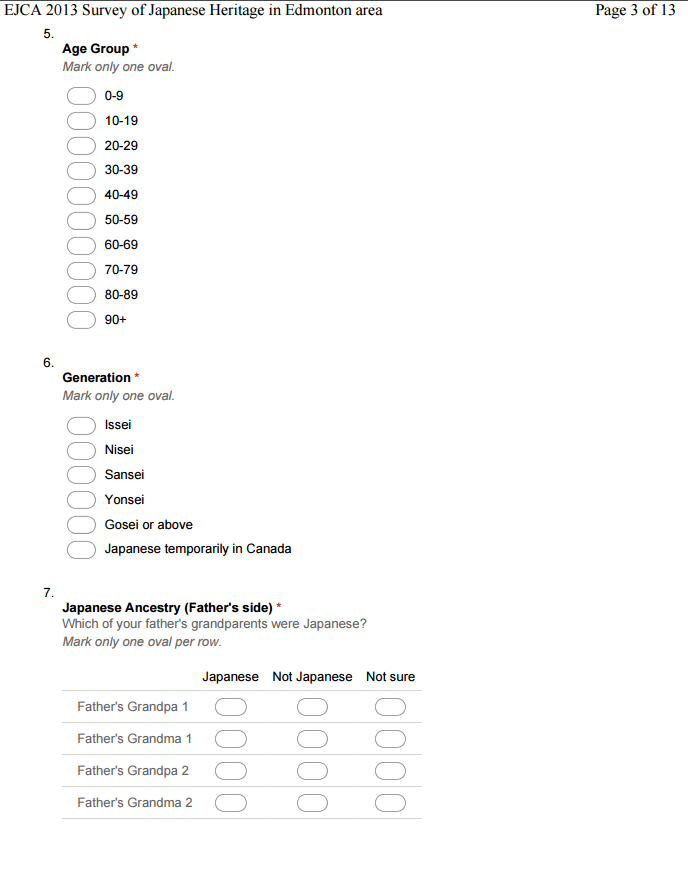 EJCA 2013 Survey of Japanese Heritage in Edmonton area Page 3 of 13
5.
Age Group *
Mark only one oval.
0-9
10-19
20-29
30-39
40-49
50-59
60-69
70-79
80-89
90+
6.
Generation *
Mark only one oval.
Issei
Nisei
Sansei
Yonsei
Gosei or above
Japanese temporarily in Canada
7.
Japanese Ancestry (Father's side) *
Which of your father's grandparents were Japanese?
Mark only one oval per row.
Japanese Not Japanese Not sure
Father's Grandpa 1
Father's Grandma 1
Father's Grandpa 2
Father's Grandma 2